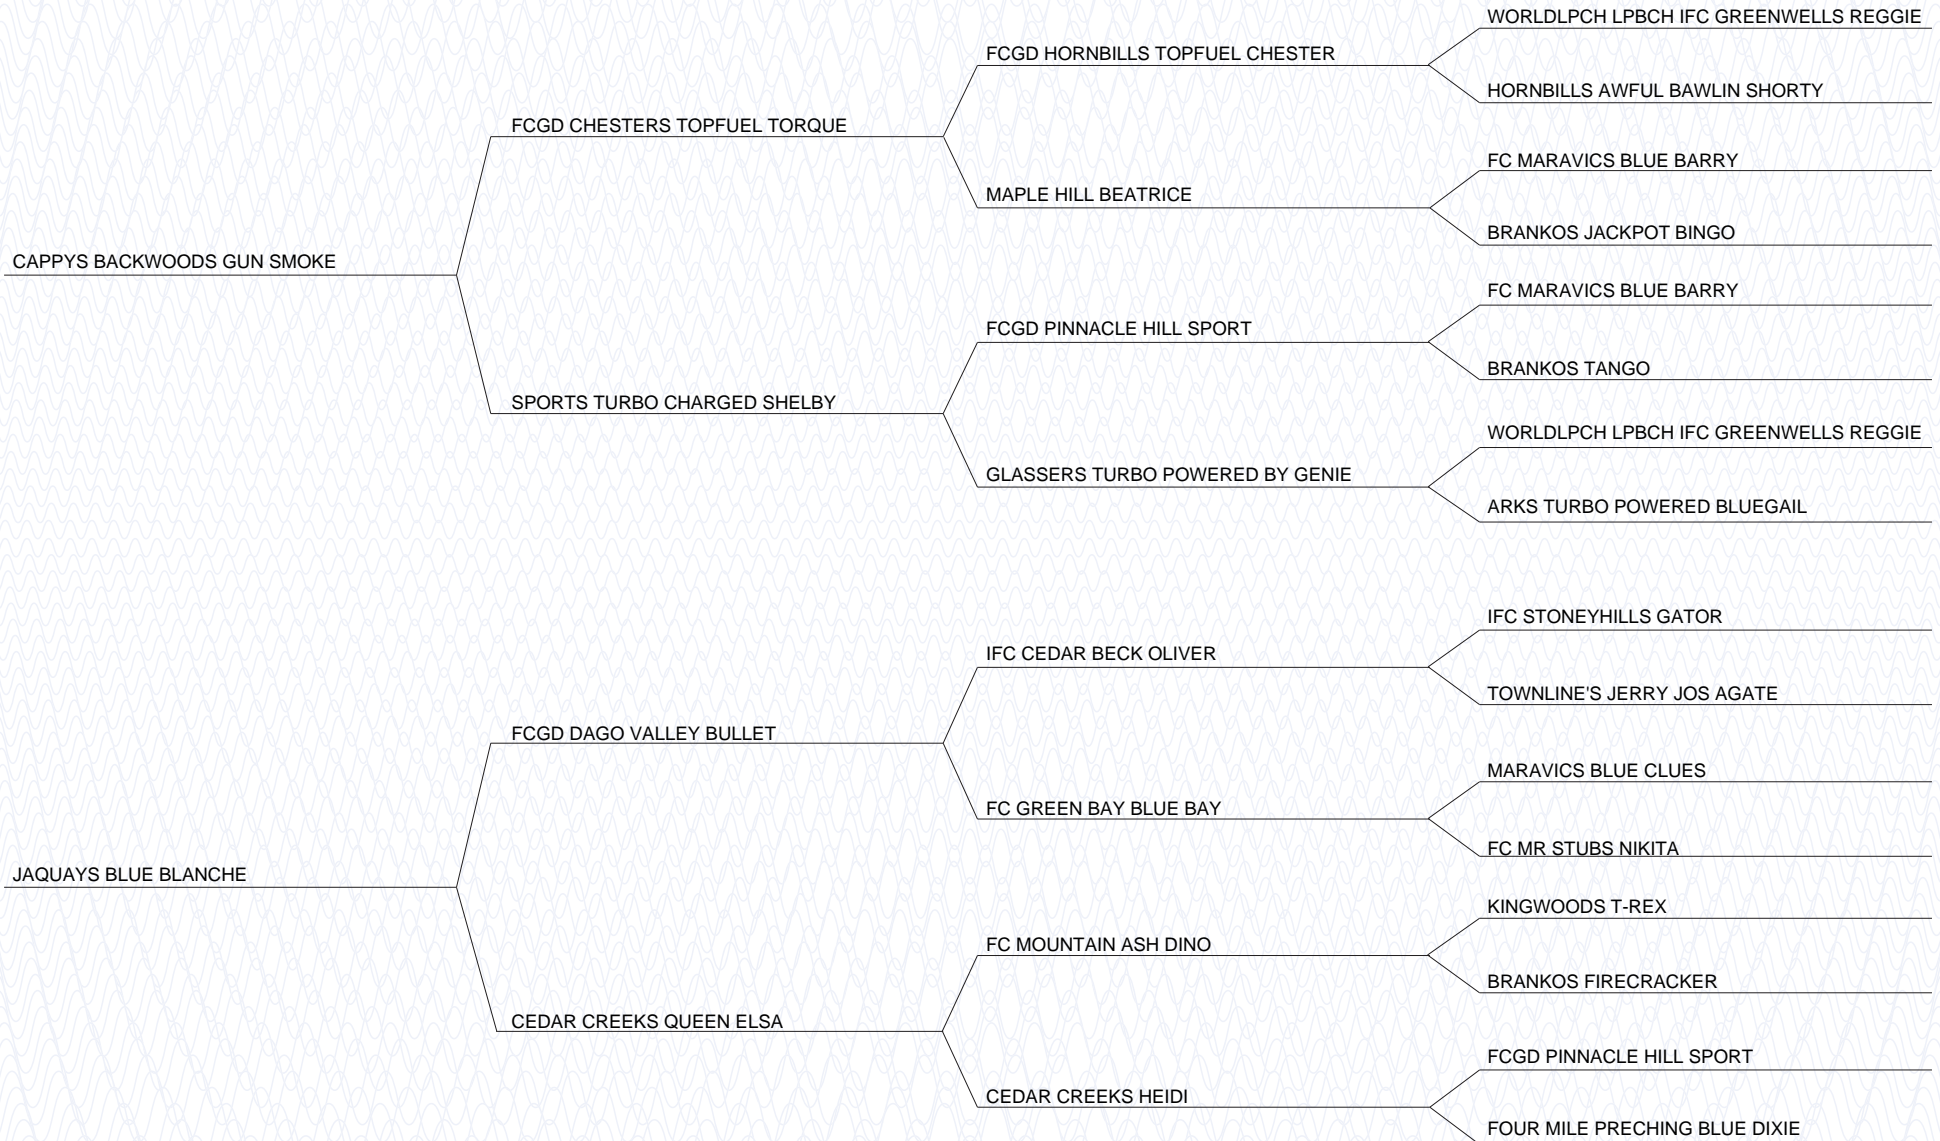 WORLDLPCH LPBCH IFC GREENWELLS REGGIE
FCGD HORNBILLS TOPFUEL CHESTER
HORNBILLS AWFUL BAWLIN SHORTY
FCGD CHESTERS TOPFUEL TORQUE
FC MARAVICS BLUE BARRY
MAPLE HILL BEATRICE
BRANKOS JACKPOT BINGO
CAPPYS BACKWOODS GUN SMOKE
FC MARAVICS BLUE BARRY
FCGD PINNACLE HILL SPORT
BRANKOS TANGO
SPORTS TURBO CHARGED SHELBY
WORLDLPCH LPBCH IFC GREENWELLS REGGIE
GLASSERS TURBO POWERED BY GENIE
ARKS TURBO POWERED BLUEGAIL
IFC STONEYHILLS GATOR
IFC CEDAR BECK OLIVER
TOWNLINE'S JERRY JOS AGATE
FCGD DAGO VALLEY BULLET
MARAVICS BLUE CLUES
FC GREEN BAY BLUE BAY
FC MR STUBS NIKITA
JAQUAYS BLUE BLANCHE
KINGWOODS T-REX
FC MOUNTAIN ASH DINO
BRANKOS FIRECRACKER
CEDAR CREEKS QUEEN ELSA
FCGD PINNACLE HILL SPORT
CEDAR CREEKS HEIDI
FOUR MILE PRECHING BLUE DIXIE